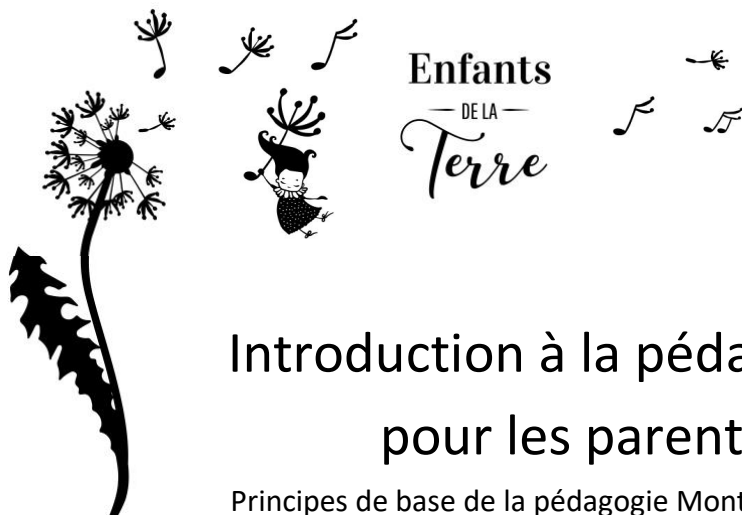 Enfants
DE LA
Terre
Introduction à la péda
pour les parent
Principes de base de la pédagogie Mont